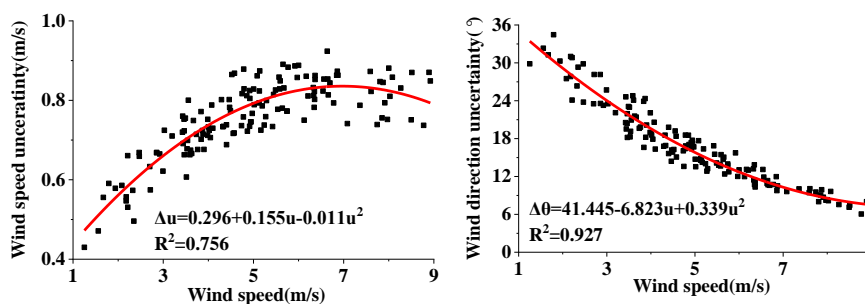 Wind speed unceratinty(m/s)
1.0
0.8
0.6
0.4
Δu=0.296+0.155u-0.011u²
R²=0.756
1 3 5 7 9
Wind speed(m/s)
Wind direction uncertainty(°)
36
30
24
18
12
6
0
Δθ=41.445-6.823u+0.339u²
R²=0.927
1 3 5 7
Wind speed(m/s)